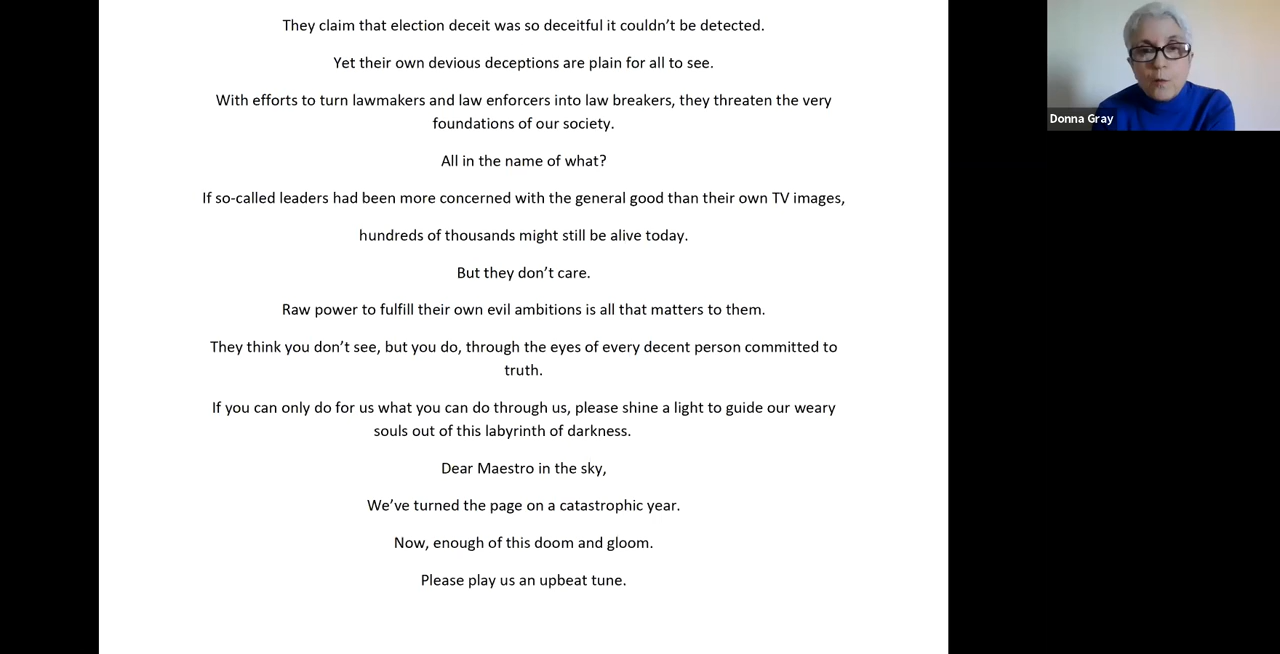 They claim that election deceit was so deceitful it couldn’t be detected.
Yet their own devious deceptions are plain for all to see.
With efforts to turn lawmakers and law enforcers into law breakers, they threaten the very
foundations of our society.
All in the name of what?
If so-called leaders had been more concerned with the general good than their own TV images,
hundreds of thousands might still be alive today.
But they don’t care.
Raw power to fulfill their own evil ambitions is all that matters to them.
They think you don’t see, but you do, through the eyes of every decent person committed to
truth.
If you can only do for us what you can do through us, please shine a light to guide our weary
souls out of this labyrinth of darkness.
Dear Maestro in the sky,
We’ve turned the page on a catastrophic year.
Now, enough of this doom and gloom.
Please play us an upbeat tune.
Donna Gray